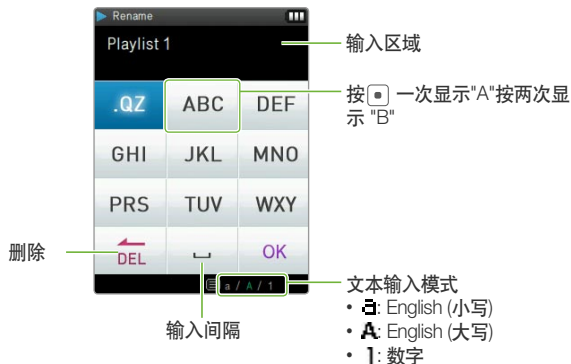 Rename
Playlist 1
输入区域
.QZ ABC DEF
按 一次显示"A"按两次显
示 "B"
GHI JKL MNO
PRS TUV WXY
删除
DEL OK
a / A / 1
输入间隔
文本输入模式
• a: English (小写)
• A: English (大写)
• 1: 数字